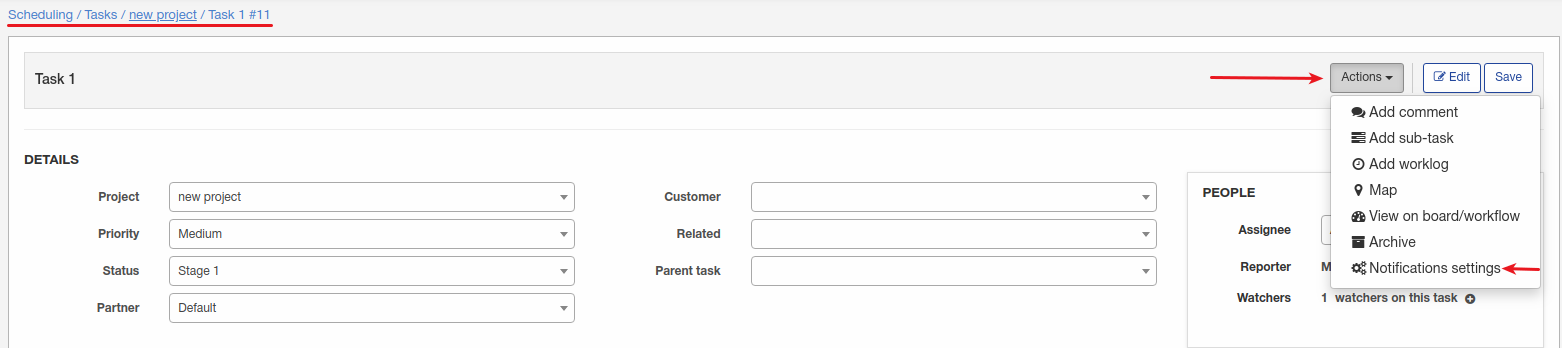 Scheduling / Tasks / new project / Task 1 #11
Task 1
Actions
Edit
Save
Add comment
Add sub-task
Add worklog
Map
View on board/workflow
Archive
Notifications settings
DETAILS
Project
new project
Priority
Medium
Status
Stage 1
Partner
Default
Customer
Related
Parent task
PEOPLE
Assignee
Reporter
Watchers
1 watchers on this task